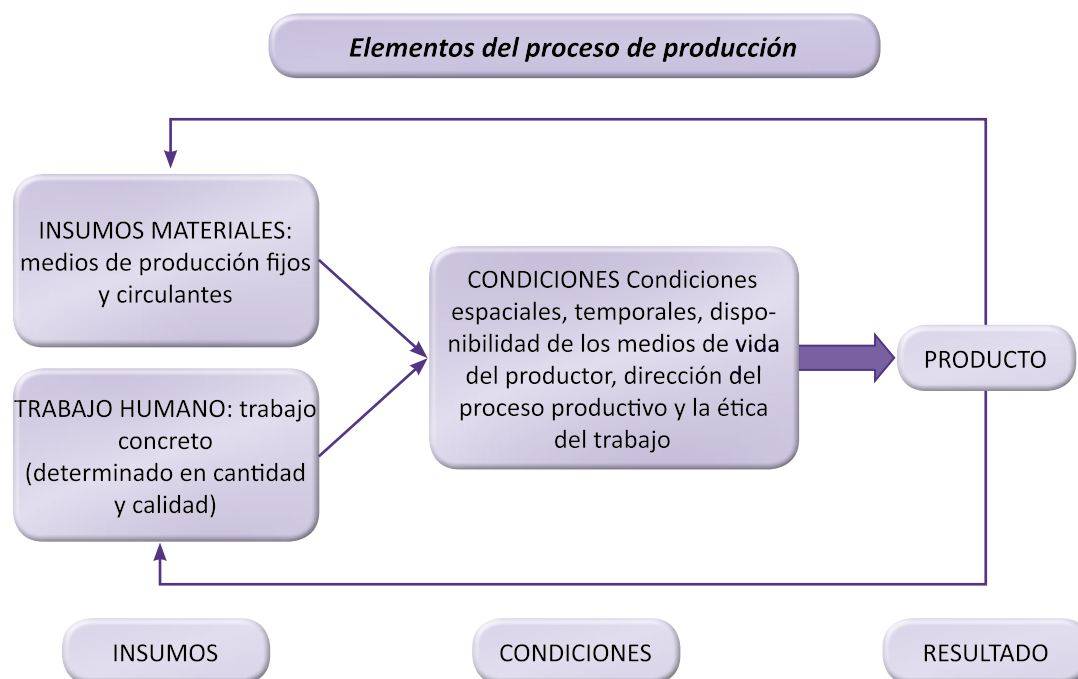 Elementos del proceso de producción
INSUMOS MATERIALES:
medios de producción fijos
y circulantes
TRABAJO HUMANO: trabajo
concreto
(determinado en cantidad
y calidad)
CONDICIONES Condiciones
espaciales, temporales, dispo-
nibilidad de los medios de vida
del productor, dirección del
proceso productivo y la ética
del trabajo
PRODUCTO
INSUMOS
CONDICIONES
RESULTADO